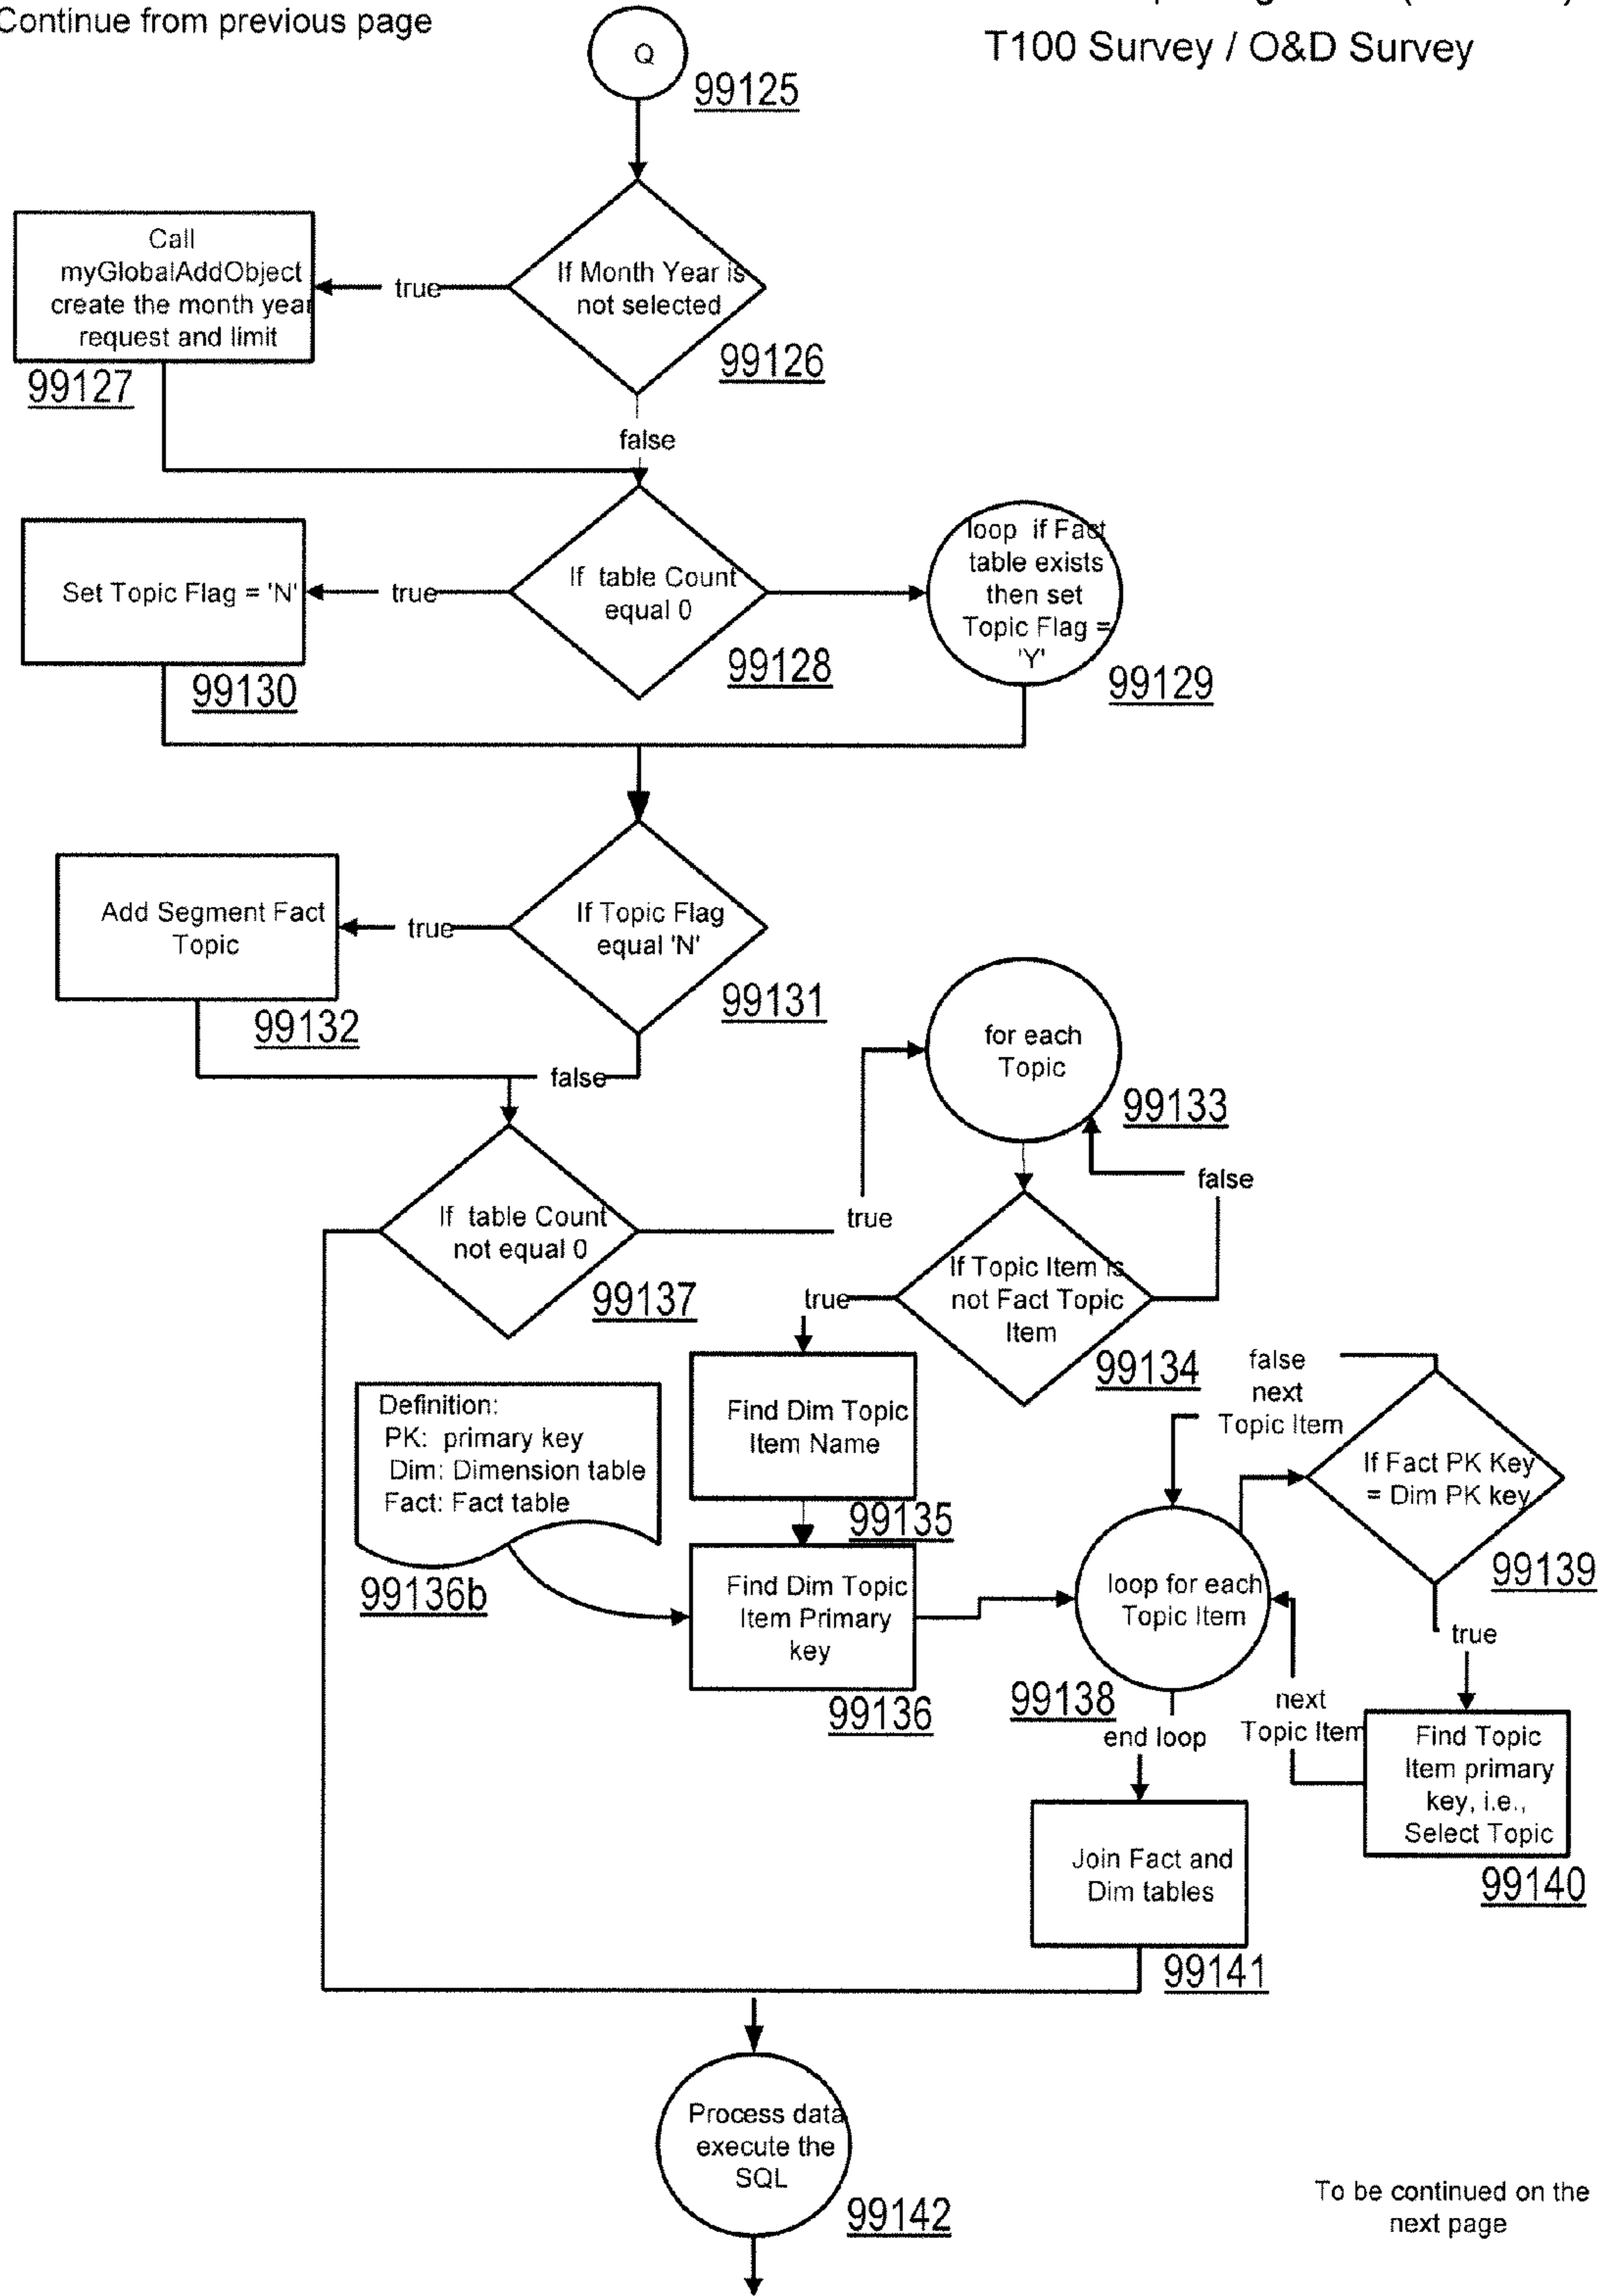 Continue from previous page
T100 Survey / O&D Survey
Q
99125
If Month Year is
not selected
99126
true
Call
myGlobalAddObject
create the month year
request and limit
99127
false
If table Count
equal 0
99128
true
Set Topic Flag = 'N'
99130
loop if Fact
table exists
then set
Topic Flag =
'Y'
99129
If Topic Flag
equal 'N'
99131
true
Add Segment Fact
Topic
99132
false
for each
Topic
99133
false
If table Count
not equal 0
99137
true
If Topic Item is
not Fact Topic
Item
99134
true
Find Dim Topic
Item Name
99135
Definition:
PK: primary key
Dim: Dimension table
Fact: Fact table
99136b
Find Dim Topic
Item Primary
key
99136
false
next
Topic Item
If Fact PK Key
= Dim PK key
99139
loop for each
Topic Item
99138
true
end loop
next
Topic Item
Find Topic
Item primary
key, i.e.,
Select Topic
99140
Join Fact and
Dim tables
99141
Process data
execute the
SQL
99142
To be continued on the
next page